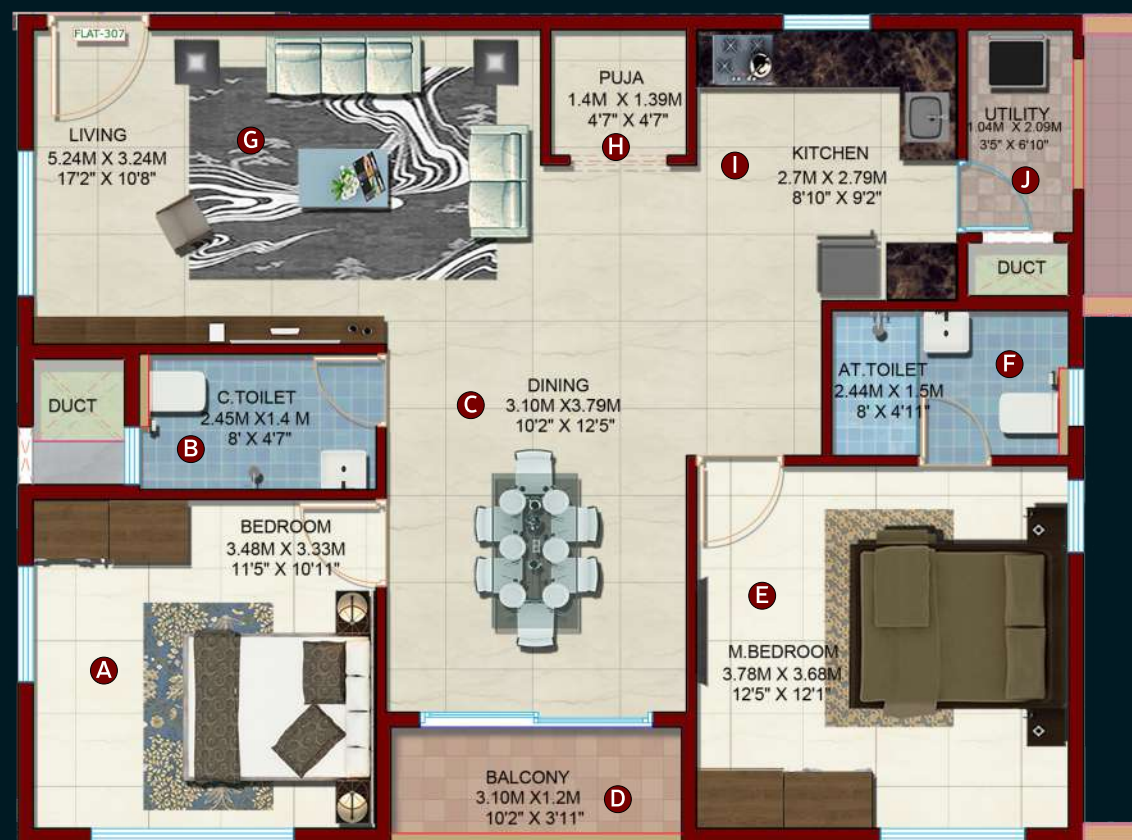 FLAT-307
LIVING
5.24M X 3.24M
17'2" X 10'8"
G
PUJA
1.4M X 1.39M
4'7" X 4'7"
H
I
KITCHEN
2.7M X 2.79M
8'10" X 9'2"
UTILITY
1.04M X 2.09M
3'5" X 6'10"
J
DUCT
DUCT
C.TOILET
2.45M X1.4 M
8' X 4'7"
B
C
DINING
3.10M X3.79M
10'2" X 12'5"
AT.TOILET
2.44M X 1.5M
8' X 4'11"
F
BEDROOM
3.48M X 3.33M
11'5" X 10'11"
A
E
M.BEDROOM
3.78M X 3.68M
12'5" X 12'1"
BALCONY
3.10M X1.2M
10'2" X 3'11"
D